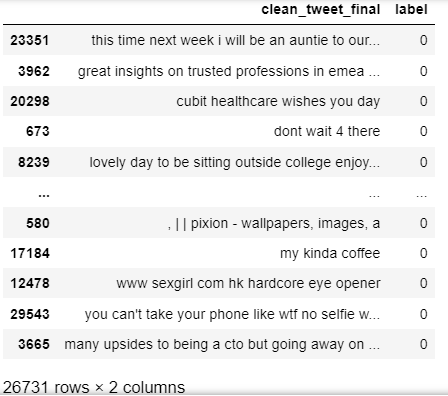 clean_tweet_final label
23351 this time next week i will be an auntie to our... 0
3962 great insights on trusted professions in emea ... 0
20298 cubit healthcare wishes you day 0
673 dont wait 4 there 0
8239 lovely day to be sitting outside college enjoy... 0
... ... ...
580 , | | pixion - wallpapers, images, a 0
17184 my kinda coffee 0
12478 www sexgirl com hk hardcore eye opener 0
29543 you can't take your phone like wtf no selfie w... 0
3665 many upsides to being a cto but going away on ... 0
26731 rows × 2 columns